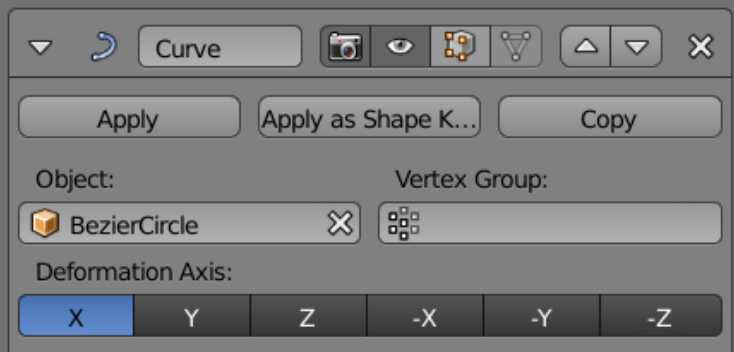 Curve
Apply Apply as Shape K... Copy
Object: Vertex Group:
BezierCircle
Deformation Axis:
X Y Z -X -Y -Z